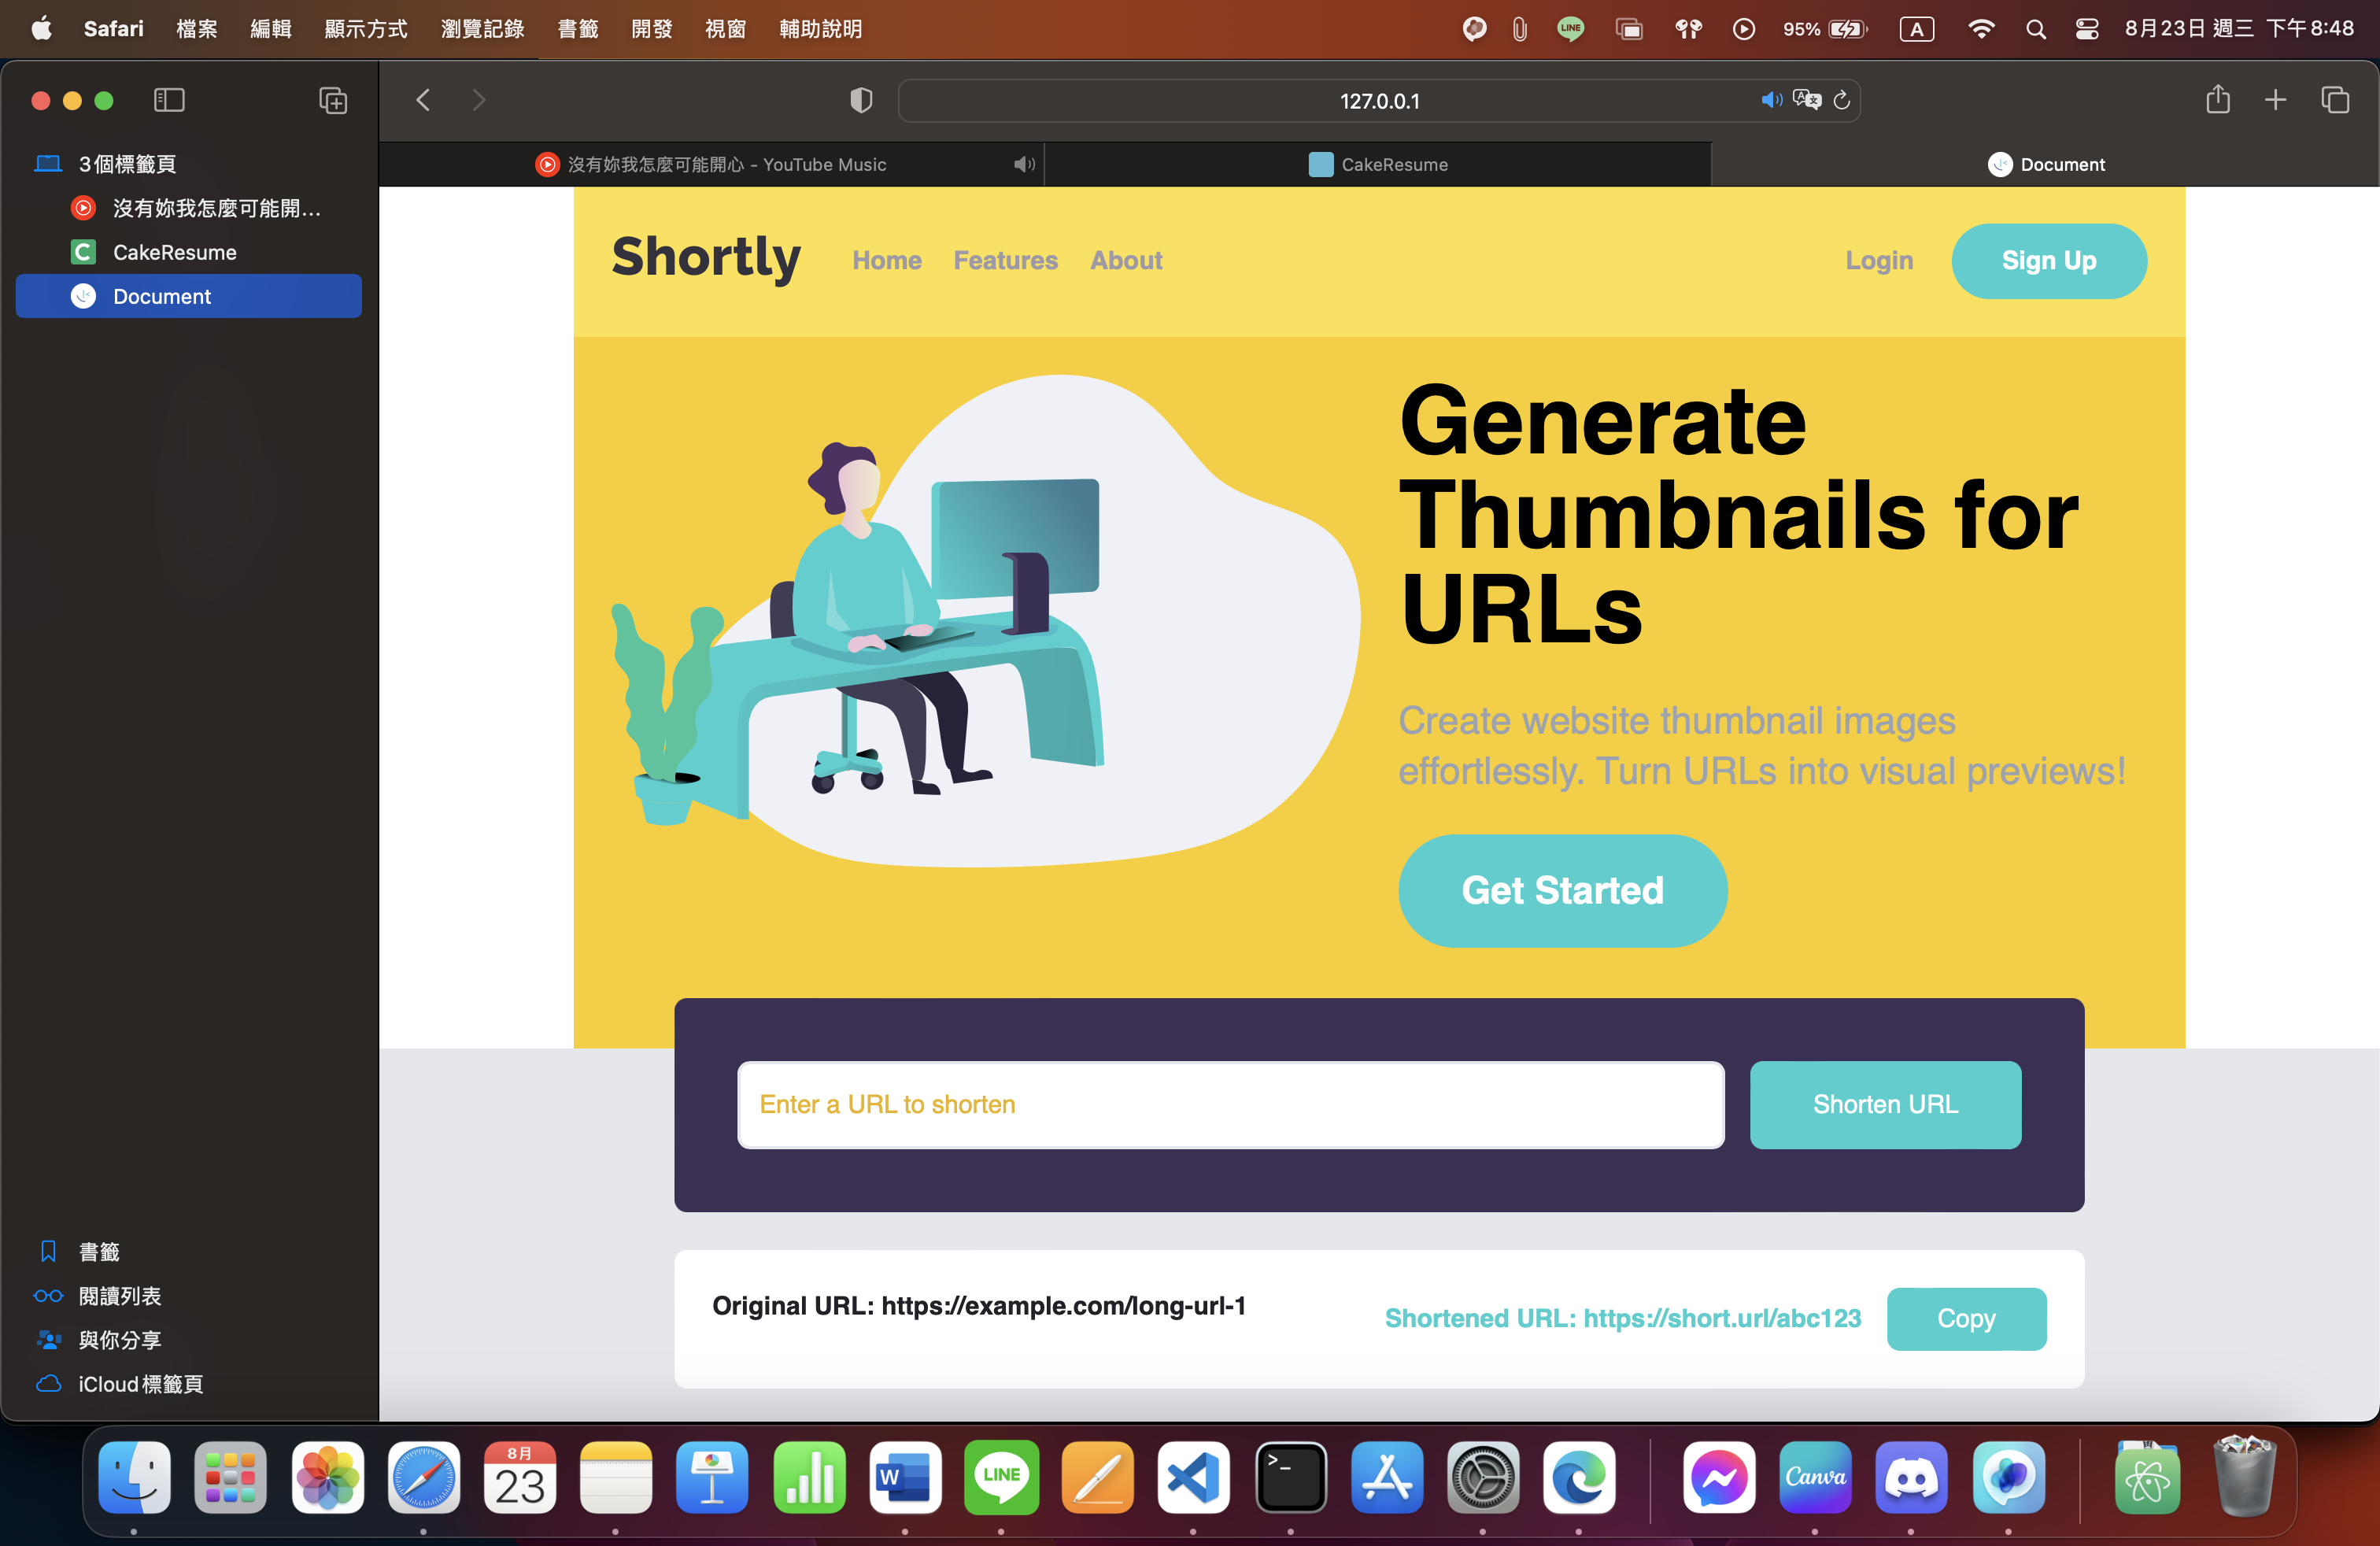 Safari 檔案 編輯 顯示方式 瀏覽記錄 書籤 開發 視窗 輔助說明 LINE 95% A 8月23日 週三 下午8:48
127.0.0.1
沒有妳我怎麼可能開心 - YouTube Music
CakeResume
Document
3個標籤頁
沒有妳我怎麼可能開...
CakeResume
Document
書籤
閱讀列表
與你分享
iCloud標籤頁
Shortly Home Features About Login Sign Up
Generate
Thumbnails for
URLs
Create website thumbnail images
effortlessly. Turn URLs into visual previews!
Get Started
Enter a URL to shorten
Shorten URL
Original URL: https://example.com/long-url-1
Shortened URL: https://short.url/abc123
Copy
8月
23
W
LINE
>_
Canva